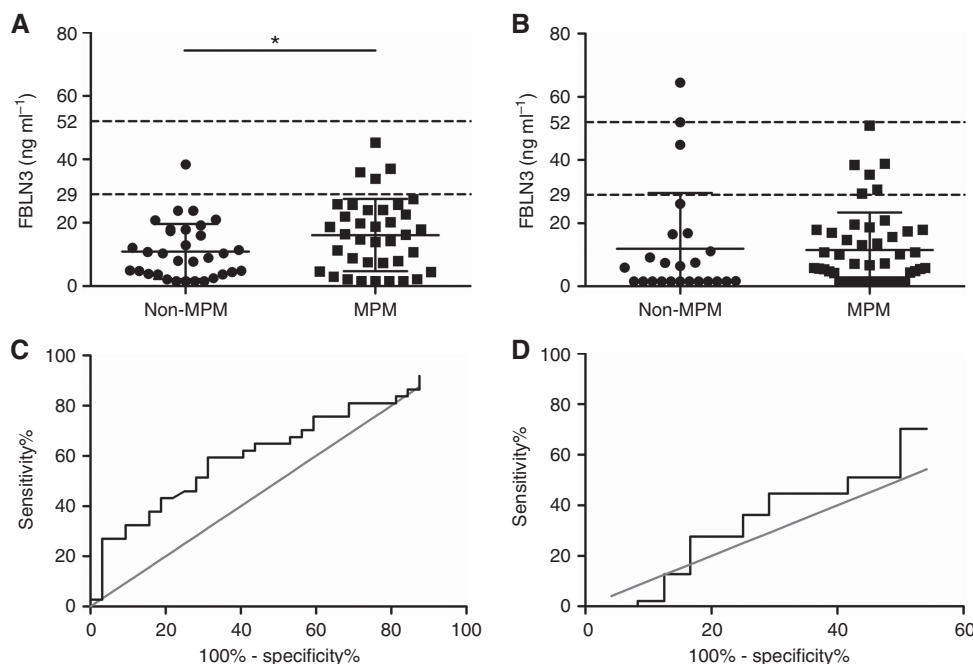 A
80
60
52
40
29
20
0
FBLN3 (ng ml⁻¹)
*
Non-MPM
MPM
B
80
60
52
40
29
20
0
FBLN3 (ng ml⁻¹)
Non-MPM
MPM
C
100
80
60
40
20
0
Sensitivity%
0 20 40 60 80 100
100% - specificity%
D
100
80
60
40
20
0
Sensitivity%
0 20 40 60
100% - specificity%